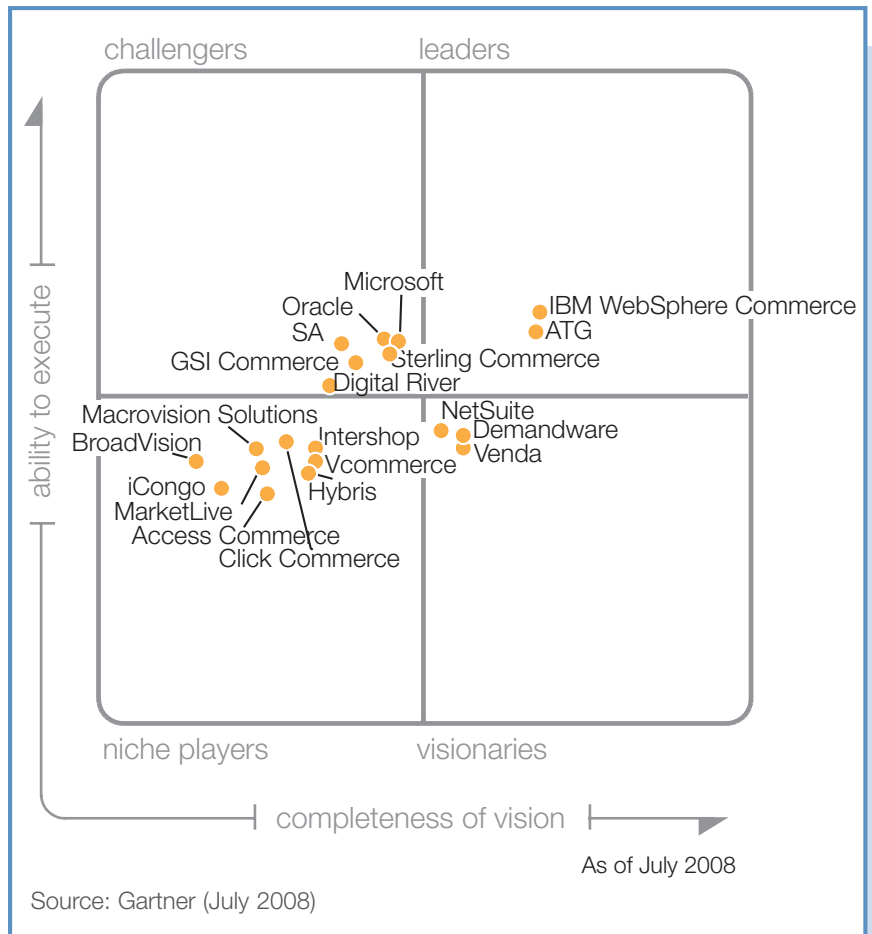 challengers
leaders
ability to execute
Microsoft
Oracle
IBM WebSphere Commerce
SA
ATG
GSI Commerce
Sterling Commerce
Digital River
Macrovision Solutions
NetSuite
BroadVision
Intershop
Demandware
Vcommerce
Venda
iCongo
Hybris
MarketLive
Access Commerce
Click Commerce
niche players
visionaries
completeness of vision
As of July 2008
Source: Gartner (July 2008)